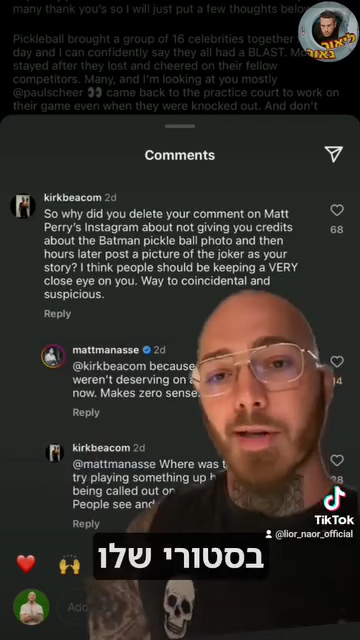 many thank you's so I will just put a few thoughts below
Pickleball brought a group of 16 celebrities together
day and I can confidently say they all had a BLAST. Mo
stayed after they lost and cheered on their fellow
competitors. Many, and I'm looking at you mostly
@paulscheer 👀 came back to the practice court to work on
their game even when they were knocked out. And don't
ליאור
נאור
Comments
kirkbeacom 2d
So why did you delete your comment on Matt
Perry's Instagram about not giving you credits
about the Batman pickle ball photo and then
hours later post a picture of the joker as your
story? I think people should be keeping a VERY
close eye on you. Way to coincidental and
suspicious.
68
Reply
mattmanasse 2d
@kirkbeacom because
weren't deserving on a
now. Makes zero sense.
Reply
kirkbeacom 2d
@mattmanasse Where was t
try playing something up b
being called out on
People see and
Reply
TikTok
@lior_naor_official
בסטורי שלו
Add